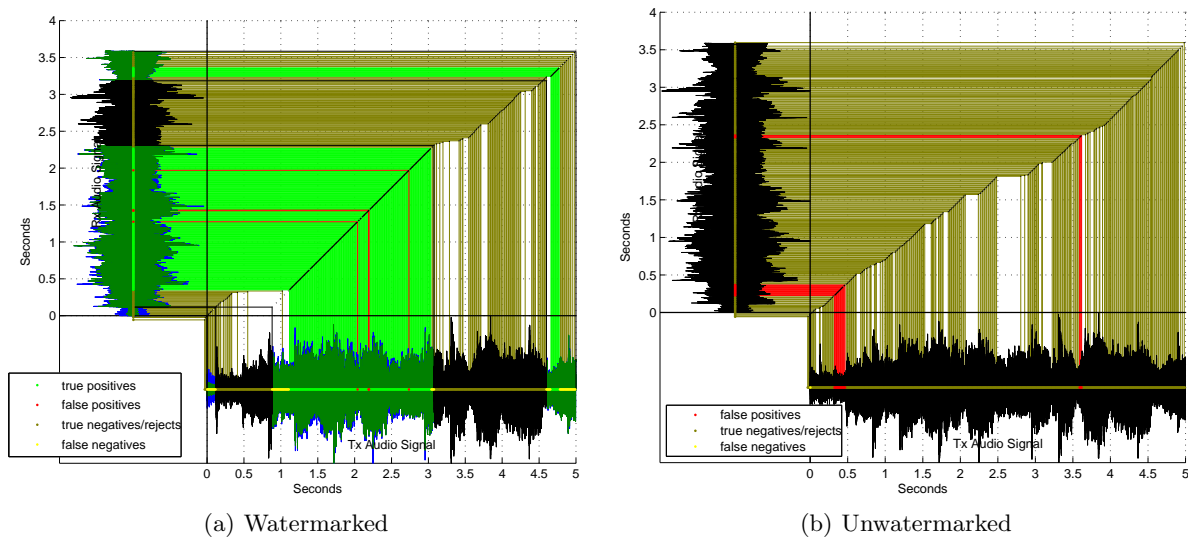 4
3.5
3
2.5
2
1.5
1
0.5
0
Seconds
Rx Audio Signal
true positives
false positives
true negatives/rejects
false negatives
Tx Audio Signal
0 0.5 1 1.5 2 2.5 3 3.5 4 4.5 5
Seconds
(a) Watermarked
4
3.5
3
2.5
2
1.5
1
0.5
0
Seconds
false positives
true negatives/rejects
false negatives
Tx Audio Signal
0 0.5 1 1.5 2 2.5 3 3.5 4 4.5 5
Seconds
(b) Unwatermarked